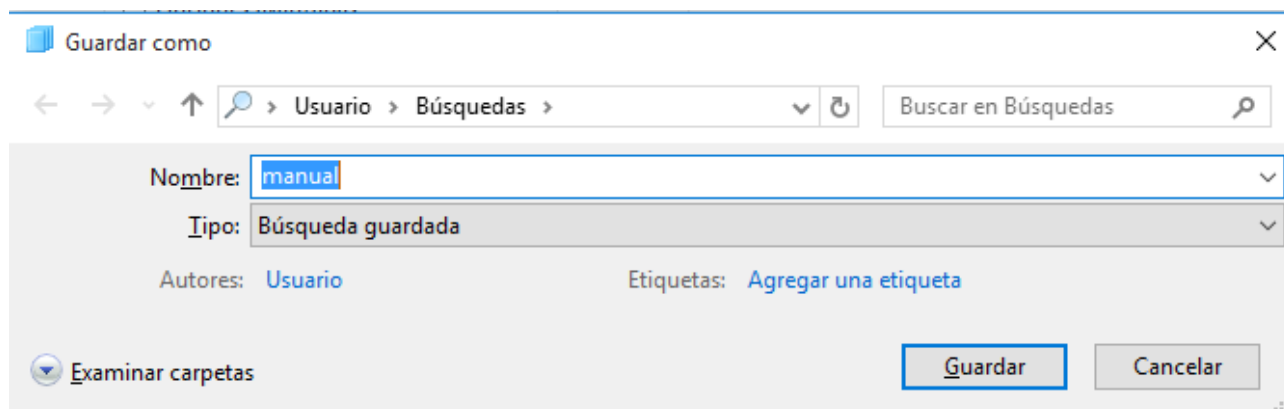 Guardar como
Usuario > Búsquedas > Buscar en Búsquedas
Nombre: manual
Tipo: Búsqueda guardada
Autores: Usuario Etiquetas: Agregar una etiqueta
Examinar carpetas Guardar Cancelar